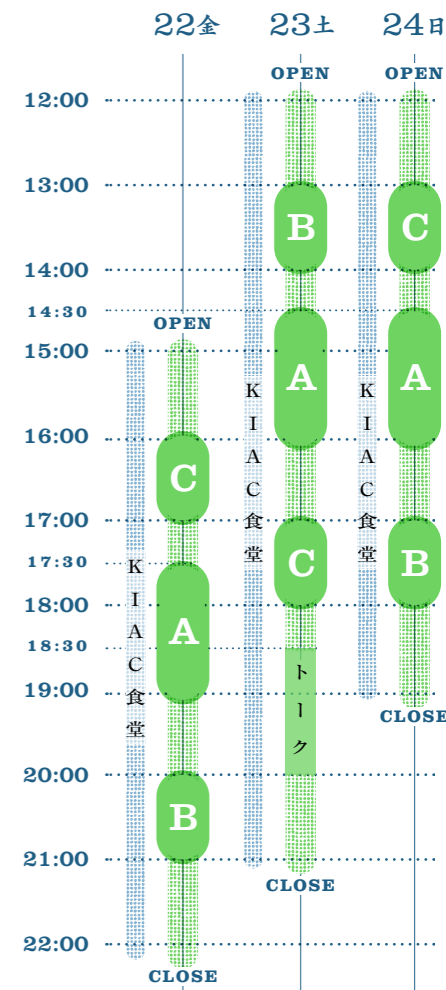 22金 23土 24日
OPEN OPEN
12:00
13:00
B C
14:00
14:30
OPEN
15:00
A A
16:00
C
17:00
17:30
C B
18:00
A
18:30
19:00
CLOSE
20:00
B
21:00
CLOSE
22:00
CLOSE
KIAC食堂
KIAC食堂
KIAC食堂
トーク